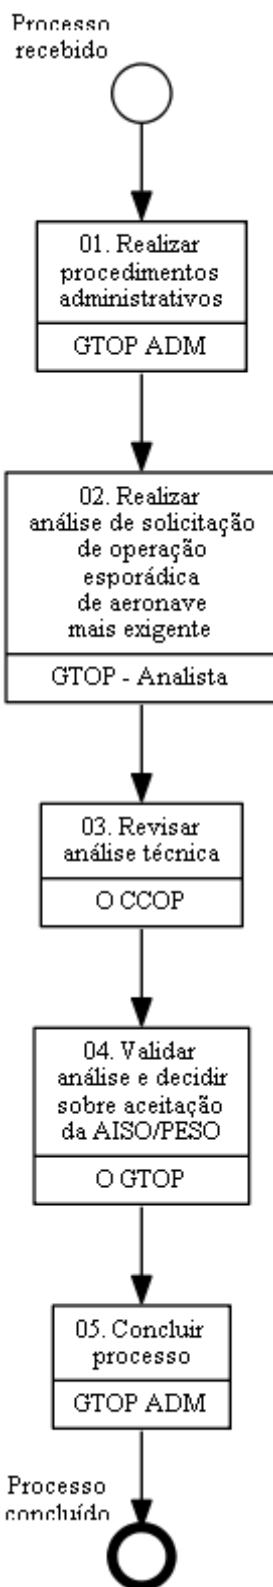 Processo
recebido
01. Realizar
procedimentos
administrativos
GTOP ADM
02. Realizar
análise de solicitação
de operação
esporádica
de aeronave
mais exigente
GTOP - Analista
03. Revisar
análise técnica
O CCOP
04. Validar
análise e decidir
sobre aceitação
da AISO/PESO
O GTOP
05. Concluir
processo
GTOP ADM
Processo
concluído